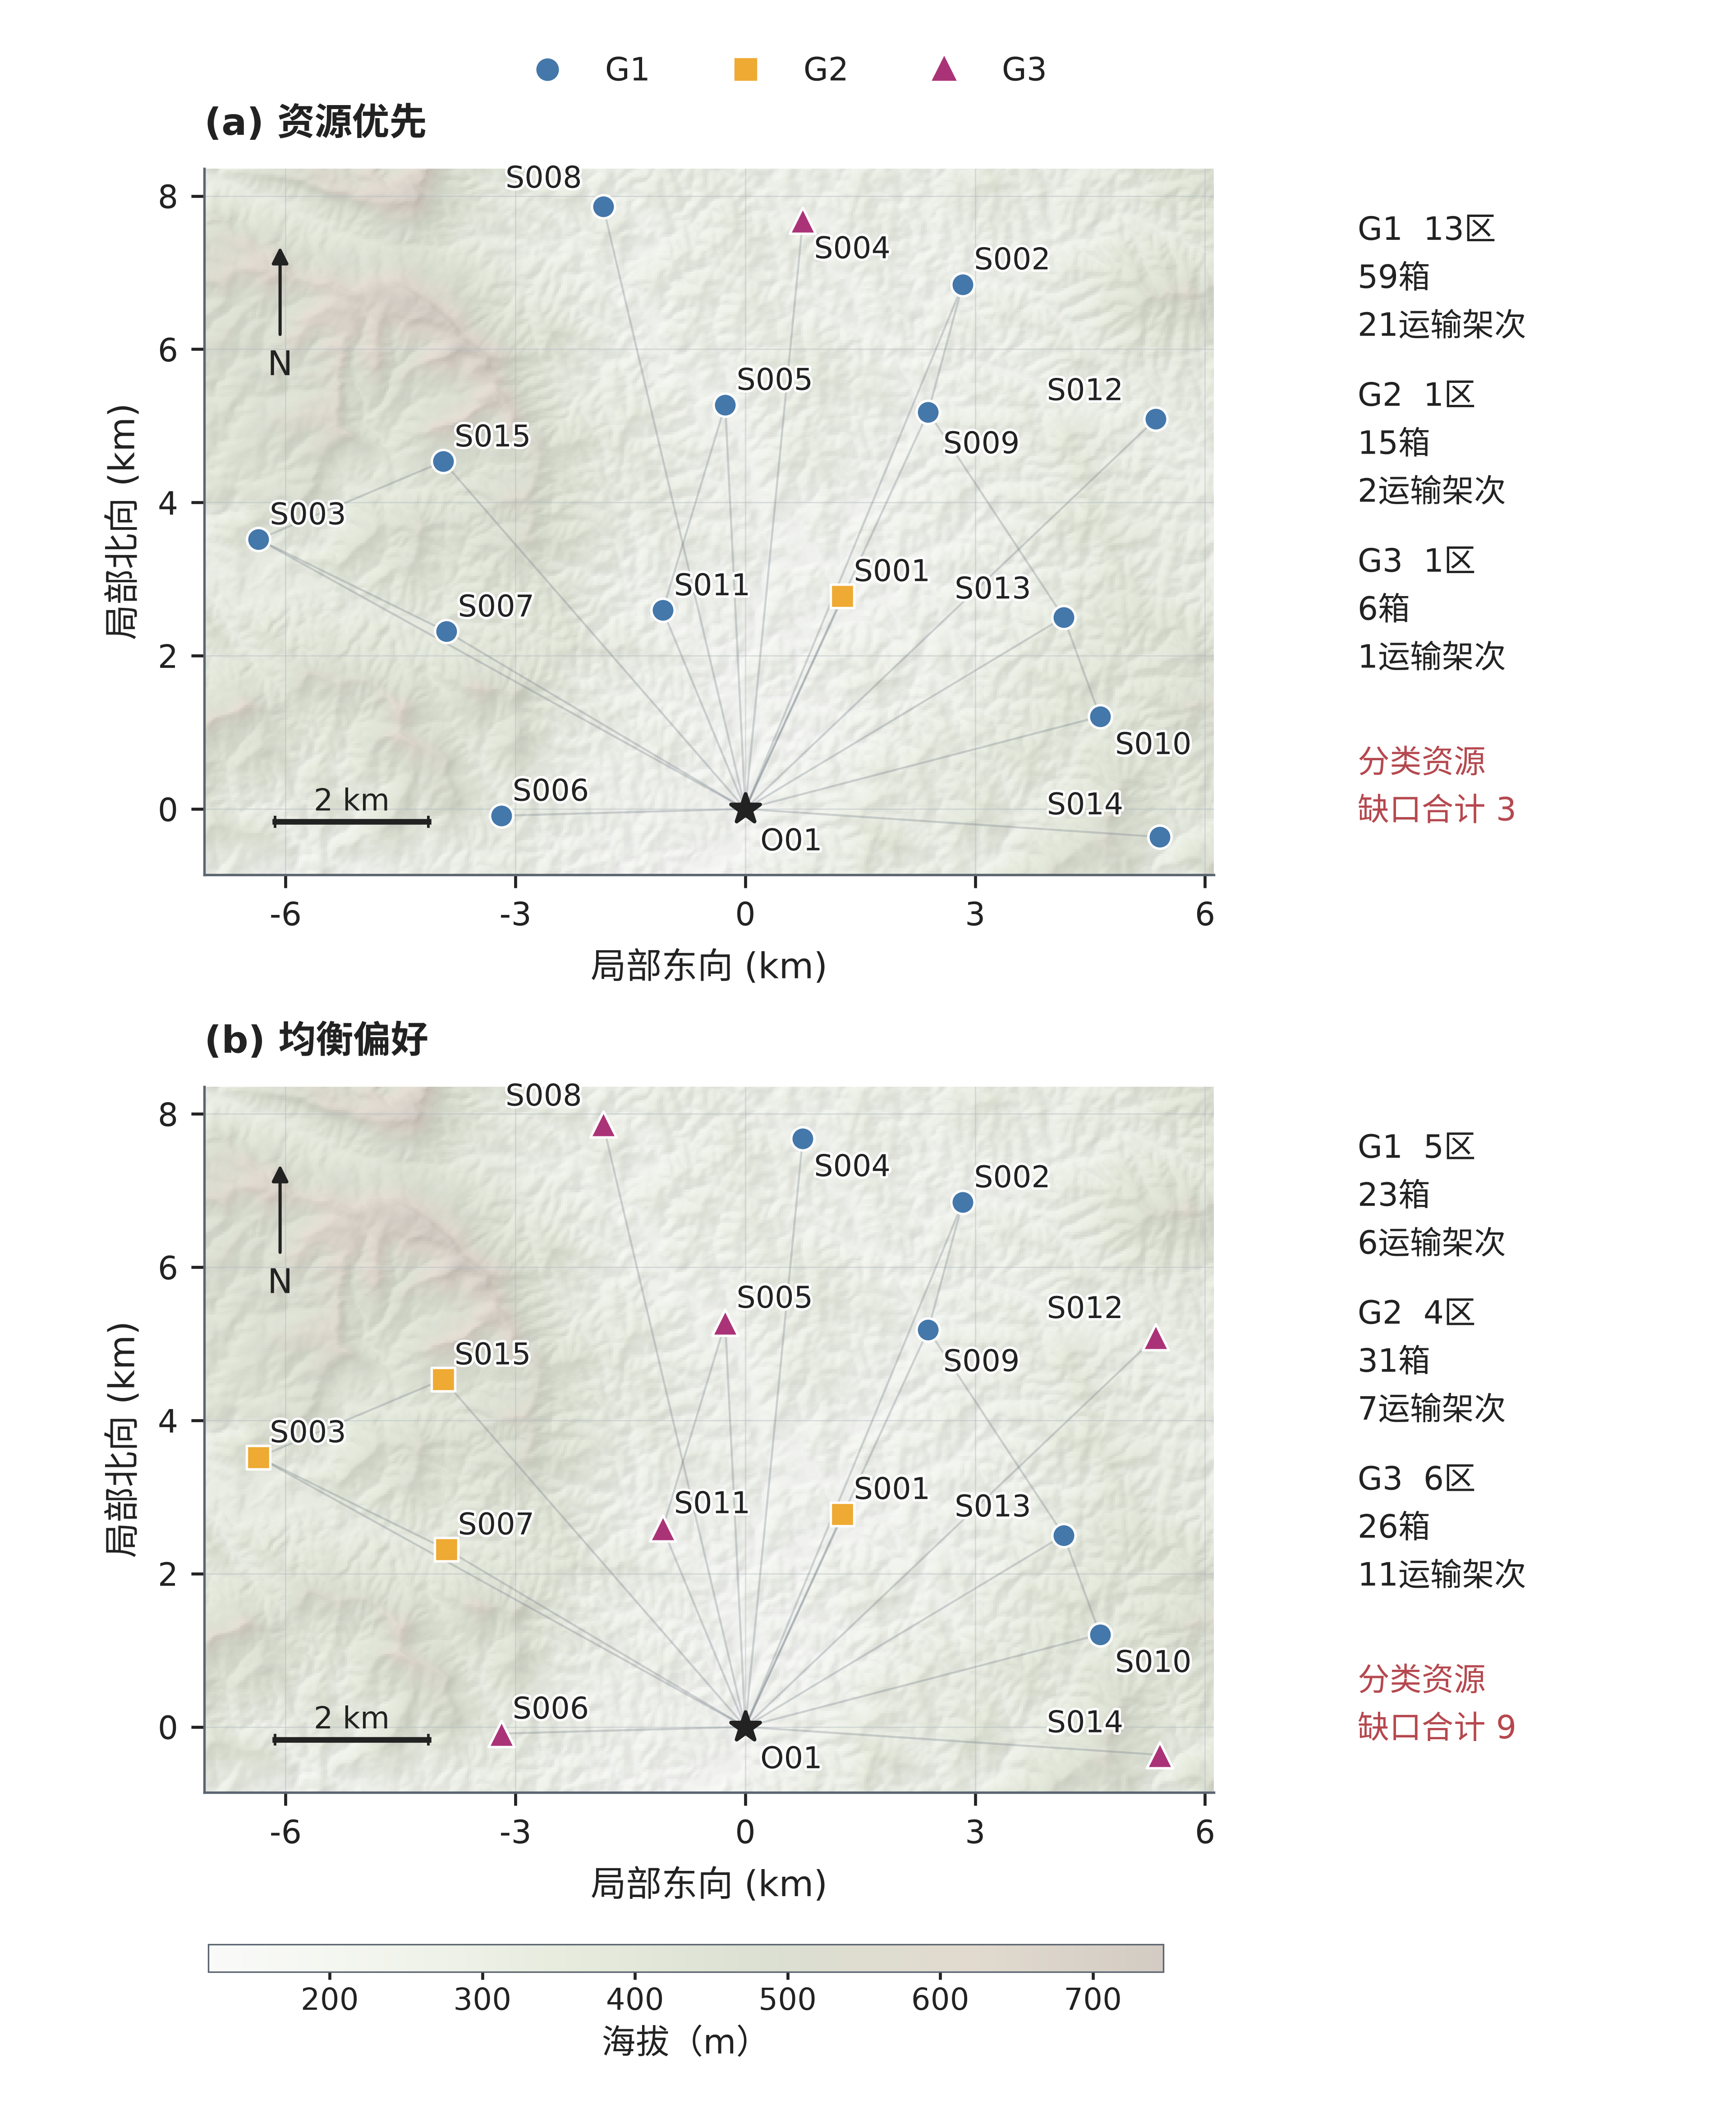 G1 G2 G3
(a) 资源优先
S008
S004
S002
S005
S012
S009
S015
S003
S001
S011
S013
S007
S010
S006
S014
O01
N
2 km
8
6
4
2
0
局部北向 (km)
-6 -3 0 3 6
局部东向 (km)
G1 13区
59箱
21运输架次
G2 1区
15箱
2运输架次
G3 1区
6箱
1运输架次
分类资源
缺口合计 3
(b) 均衡偏好
S008
S004
S002
S005
S012
S009
S015
S003
S001
S011
S013
S007
S010
S006
S014
O01
N
2 km
8
6
4
2
0
局部北向 (km)
-6 -3 0 3 6
局部东向 (km)
G1 5区
23箱
6运输架次
G2 4区
31箱
7运输架次
G3 6区
26箱
11运输架次
分类资源
缺口合计 9
200 300 400 500 600 700
海拔（m）